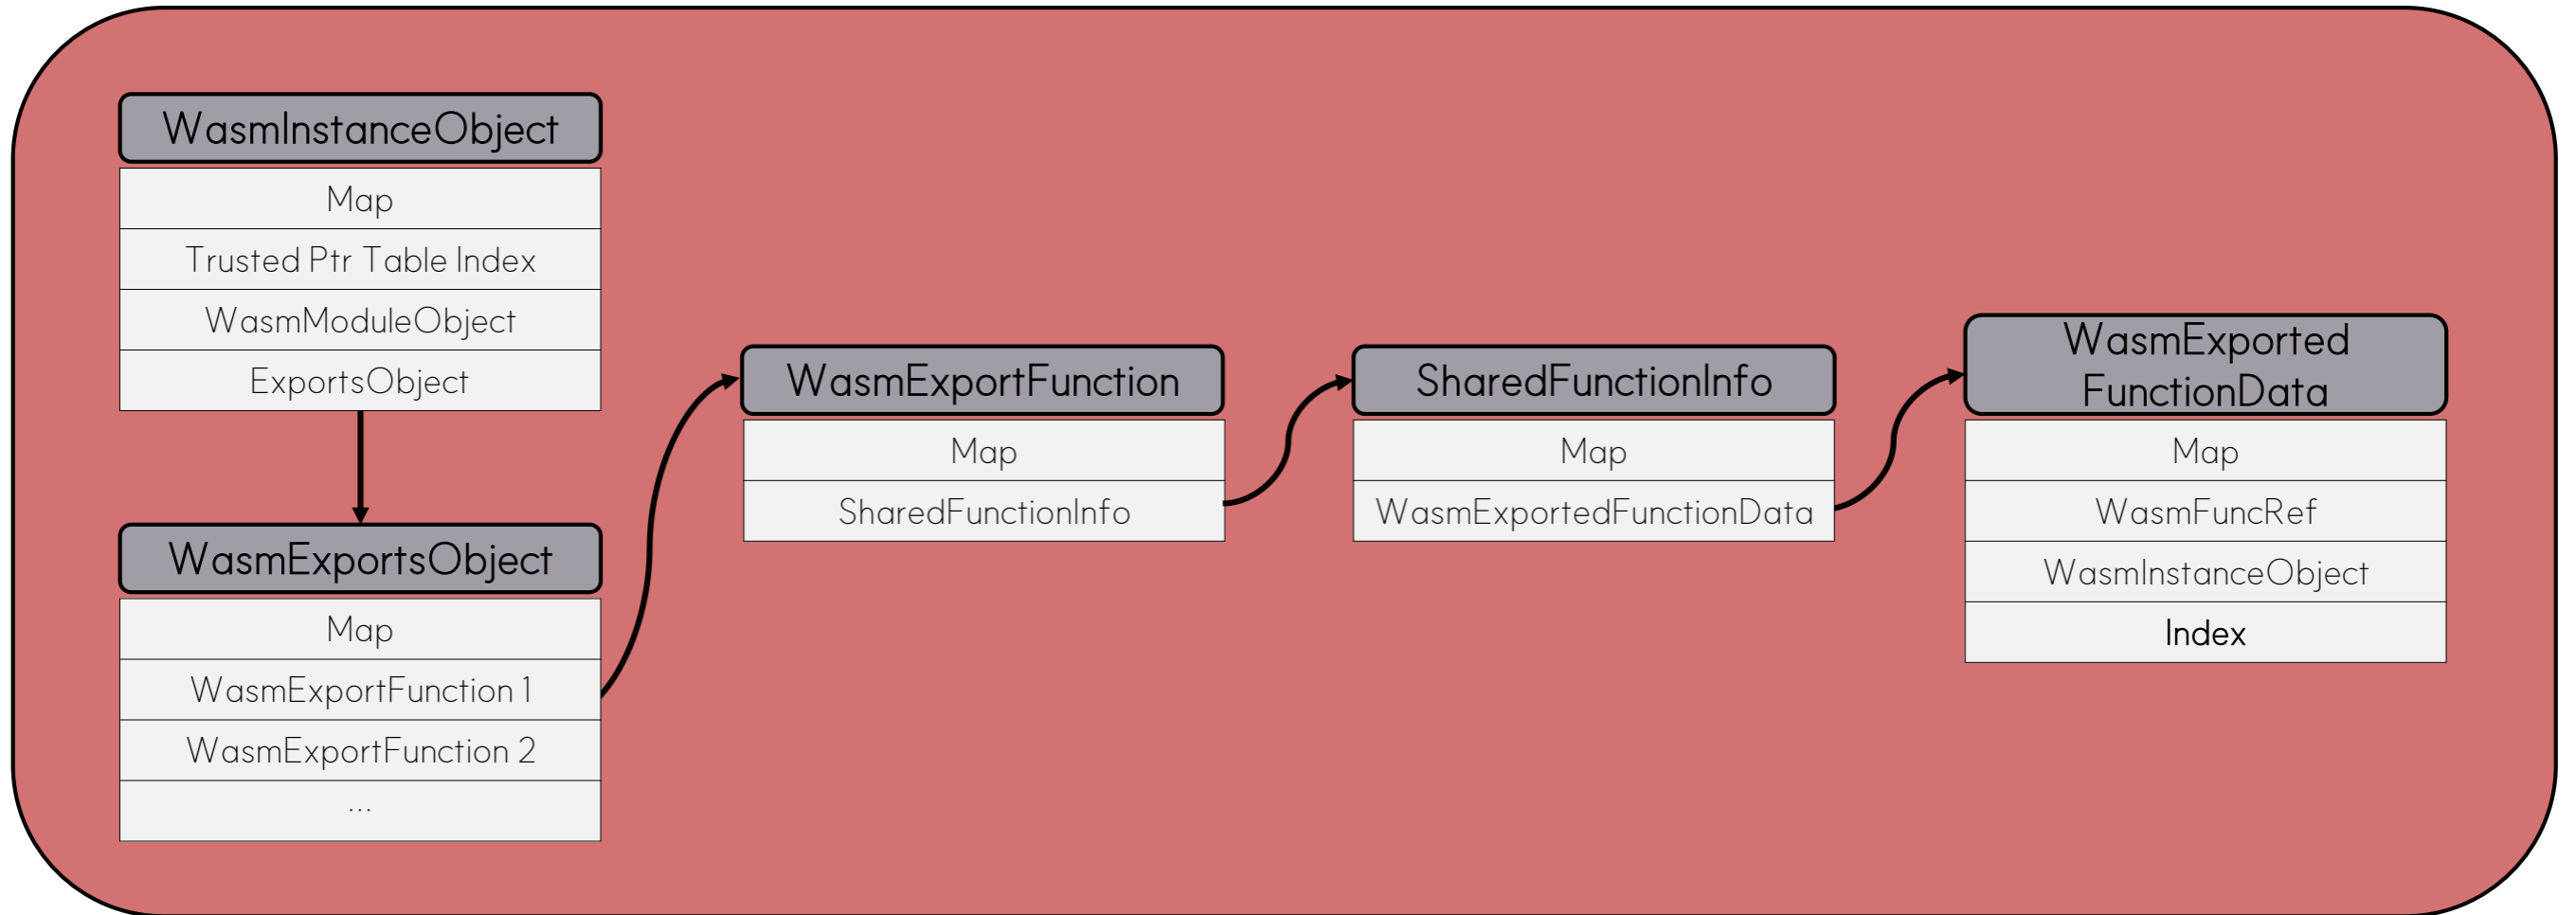 WasmInstanceObject
Map
Trusted Ptr Table Index
WasmModuleObject
ExportsObject
WasmExportsObject
Map
WasmExportFunction 1
WasmExportFunction 2
...
WasmExportFunction
Map
SharedFunctionInfo
SharedFunctionInfo
Map
WasmExportedFunctionData
WasmExported
FunctionData
Map
WasmFuncRef
WasmInstanceObject
Index